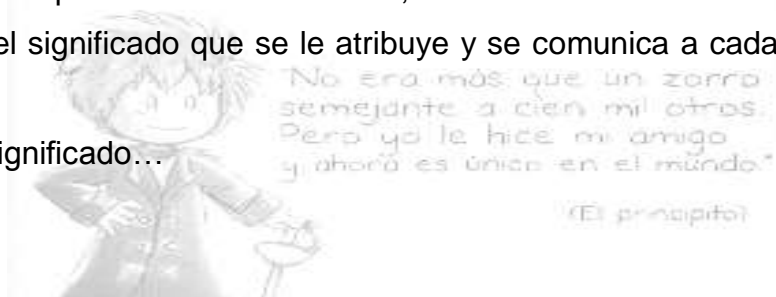 el significado que se le atribuye y se comunica a cada
"No era más que un zorro
semejante a cien mil otros.
Pero yo le hice mi amigo
ignificado…
y ahora es único en el mundo"
(El principito)